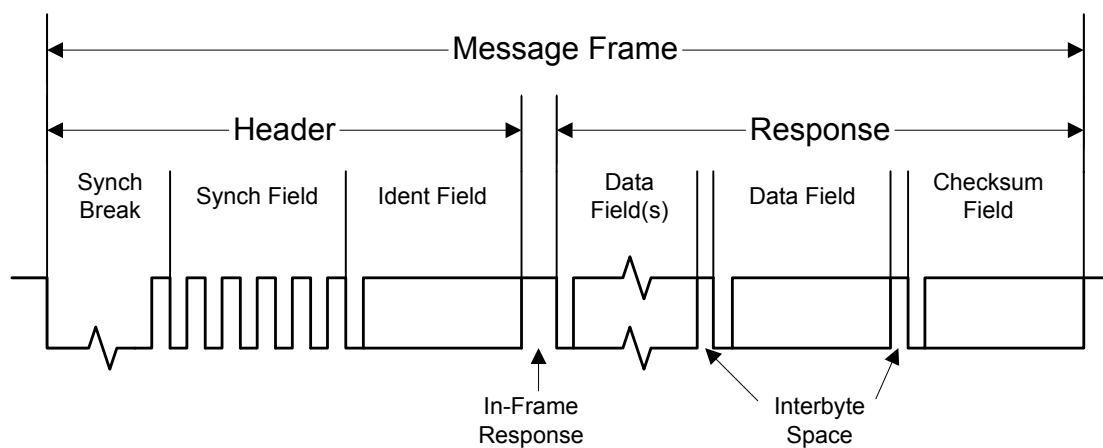 Message Frame
Header
Response
Synch
Break
Synch Field
Ident Field
Data
Field(s)
Data Field
Checksum
Field
In-Frame
Response
Interbyte
Space